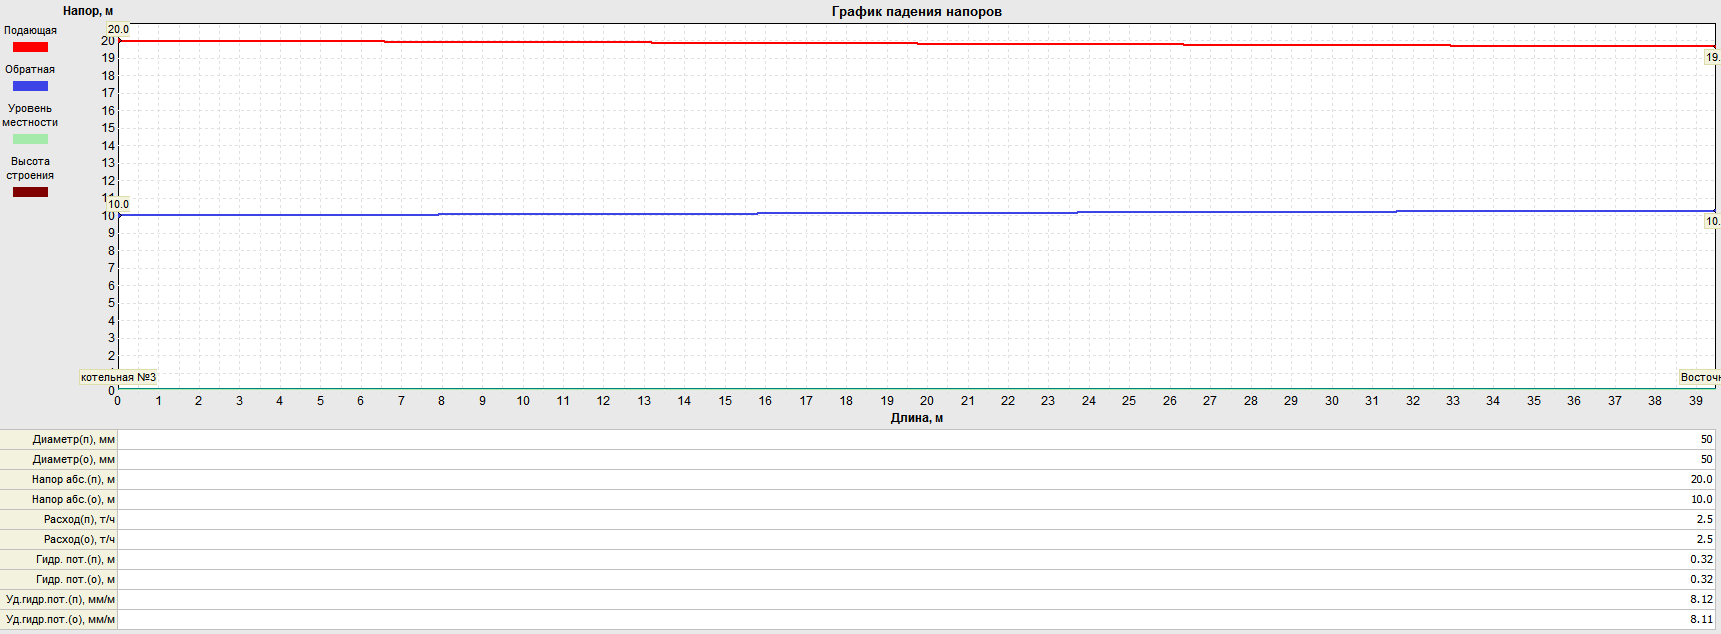 Напор, м
График падения напоров
Подающая
Обратная
Уровень
местности
Высота
строения
20.0
20
19
18
17
16
15
14
13
12
11
10.0
10
9
8
7
6
5
4
3
2
0
19.
10.
котельная №3
Восточн
0 1 2 3 4 5 6 7 8 9 10 11 12 13 14 15 16 17 18 19 20 21 22 23 24 25 26 27 28 29 30 31 32 33 34 35 36 37 38 39
Длина, м
Диаметр(п), мм 50
Диаметр(о), мм 50
Напор абс.(п), м 20.0
Напор абс.(о), м 10.0
Расход(п), т/ч 2.5
Расход(о), т/ч 2.5
Гидр. пот.(п), м 0.32
Гидр. пот.(о), м 0.32
Уд.гидр.пот.(п), мм/м 8.12
Уд.гидр.пот.(о), мм/м 8.11